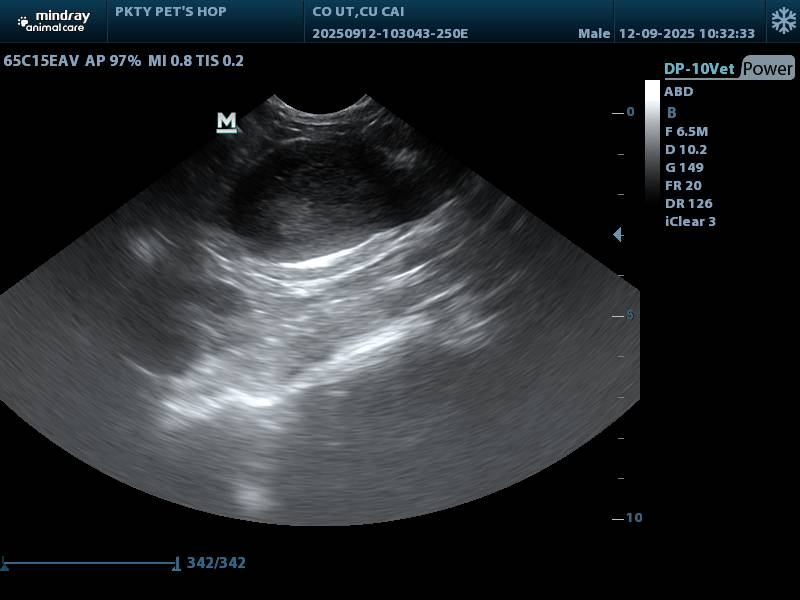 mindray
animalcare
PKTY PET'S HOP
CO UT,CU CAI
20250912-103043-250E
Male
12-09-2025 10:32:33
65C15EAV AP 97% MI 0.8 TIS 0.2
DP-10Vet
Power
ABD
B
F 6.5M
D 10.2
G 149
FR 20
DR 126
iClear 3
M
0
5
10
342/342